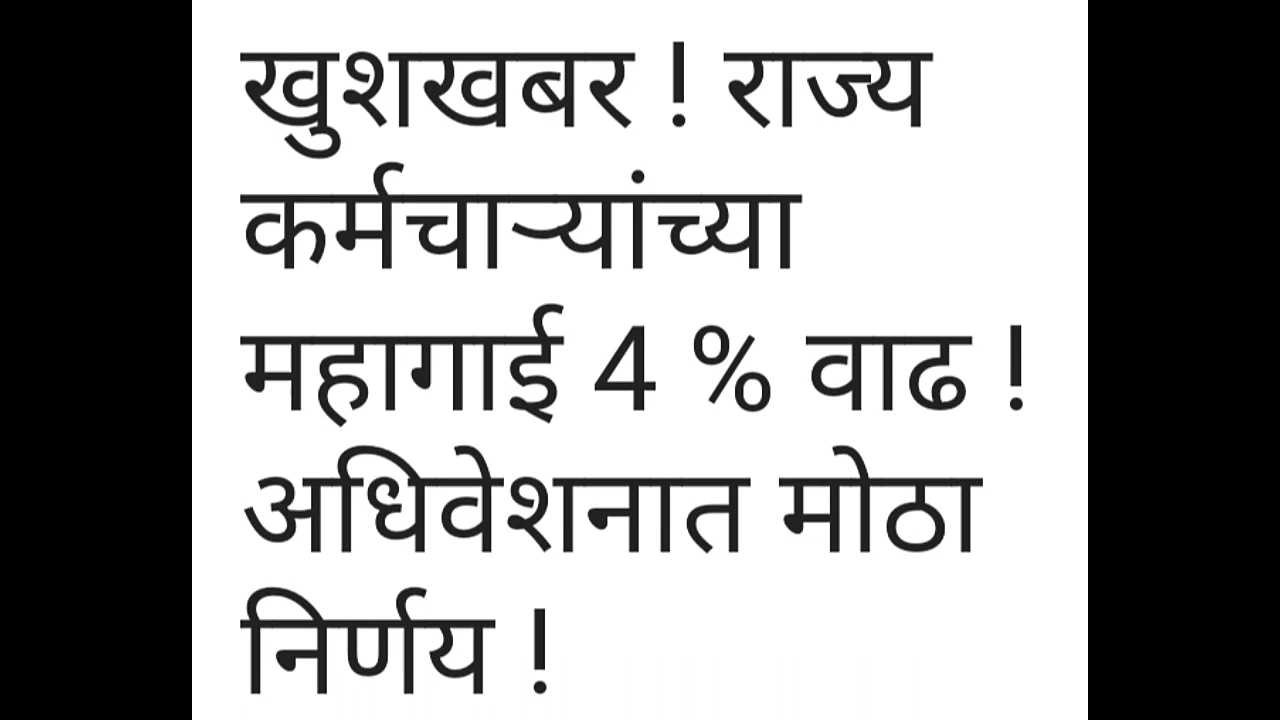 खुशखबर ! राज्य
कर्मचाऱ्यांच्या
महागाई 4 % वाढ !
अधिवेशनात मोठा
निर्णय !